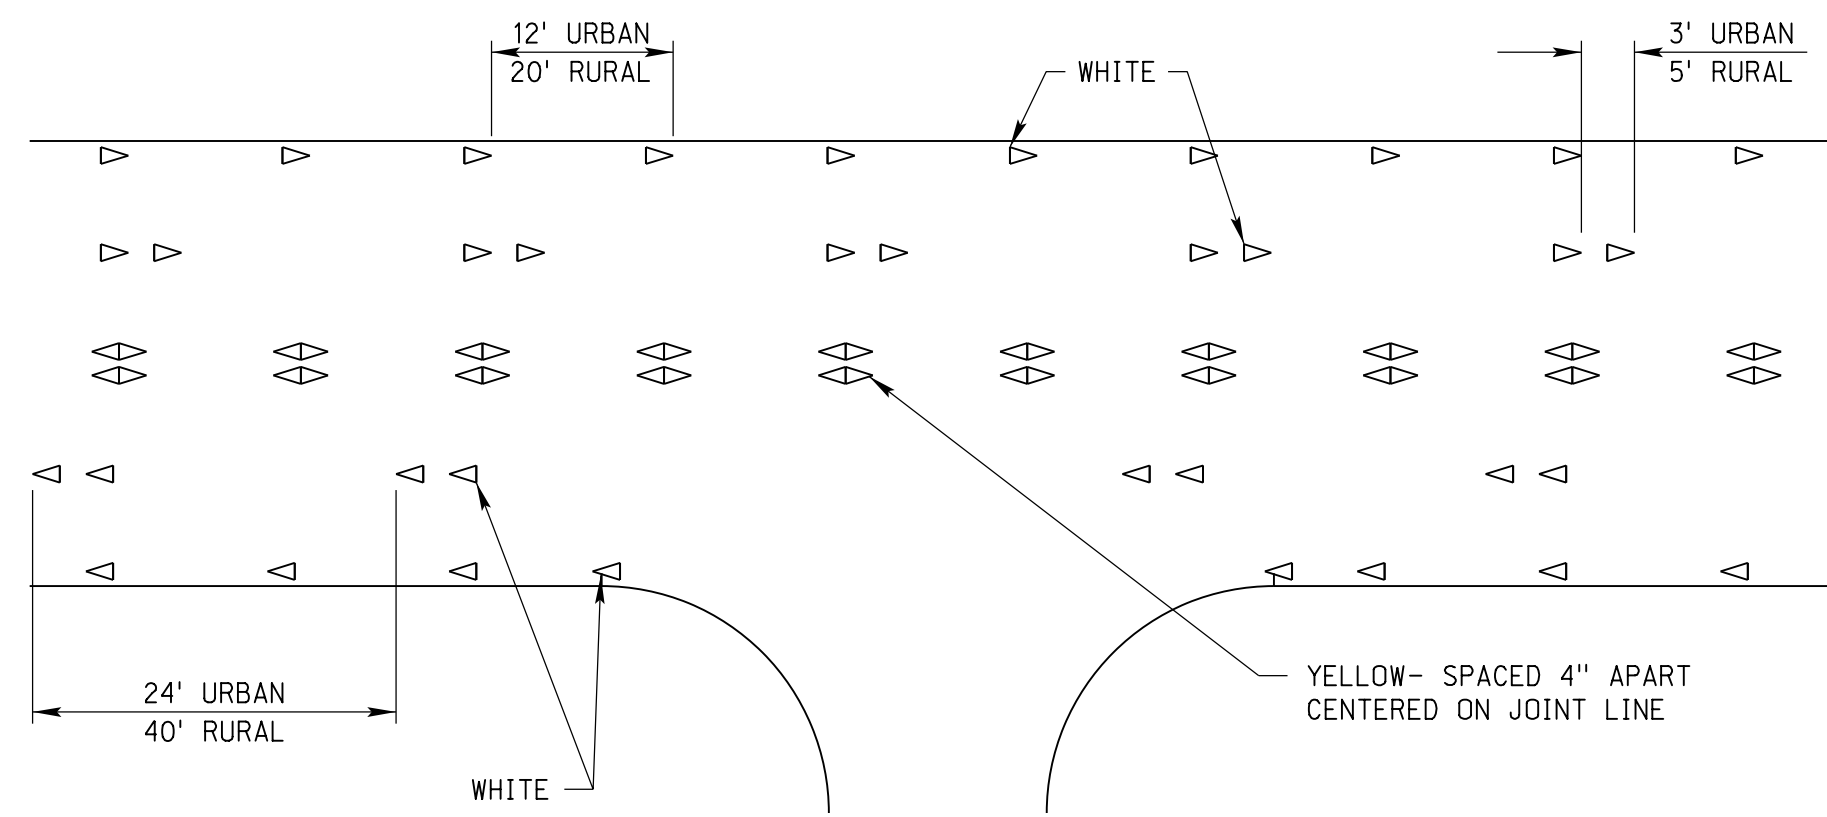 12' URBAN
20' RURAL
WHITE
3' URBAN
5' RURAL
24' URBAN
40' RURAL
WHITE
YELLOW- SPACED 4" APART
CENTERED ON JOINT LINE